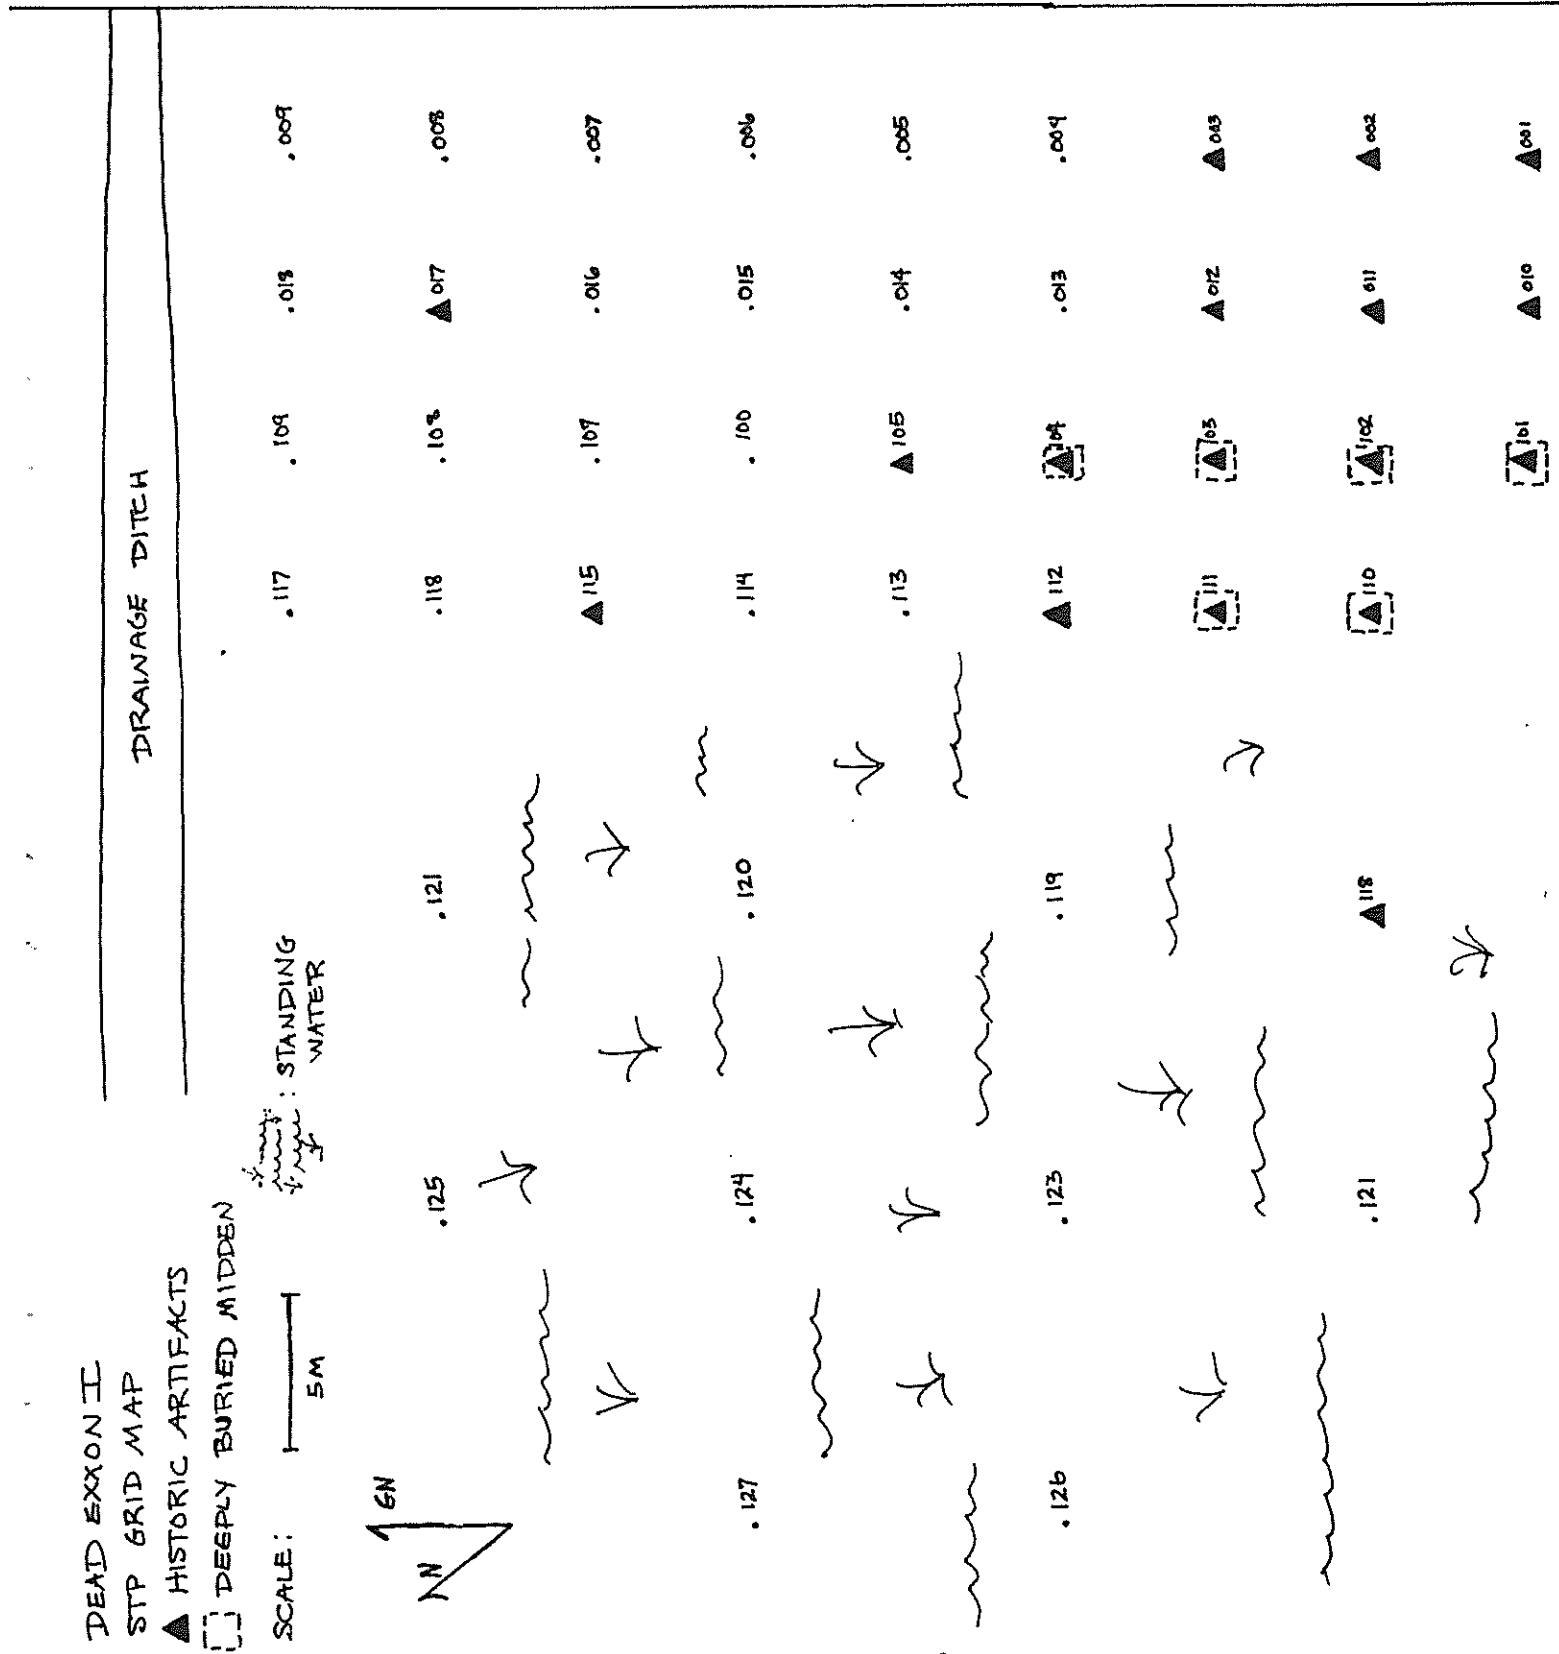 DEAD EXXON I
STP GRID MAP
DRAINAGE DITCH
HISTORIC ARTIFACTS
DEEPLY BURIED MIDDEN
SCALE:
5M
: STANDING
WATER
.117 .109 .018 .009
N
GN
.125 .121 .118 .108 017 .008
115 .107 .016 .007
.127 .124 .120 .114 .100 .015 .006
.113 105 .014 .005
.126 .123 .119 112 104 .013 .004
111 103 012 003
.121 118 110 102 011 002
101 010 001